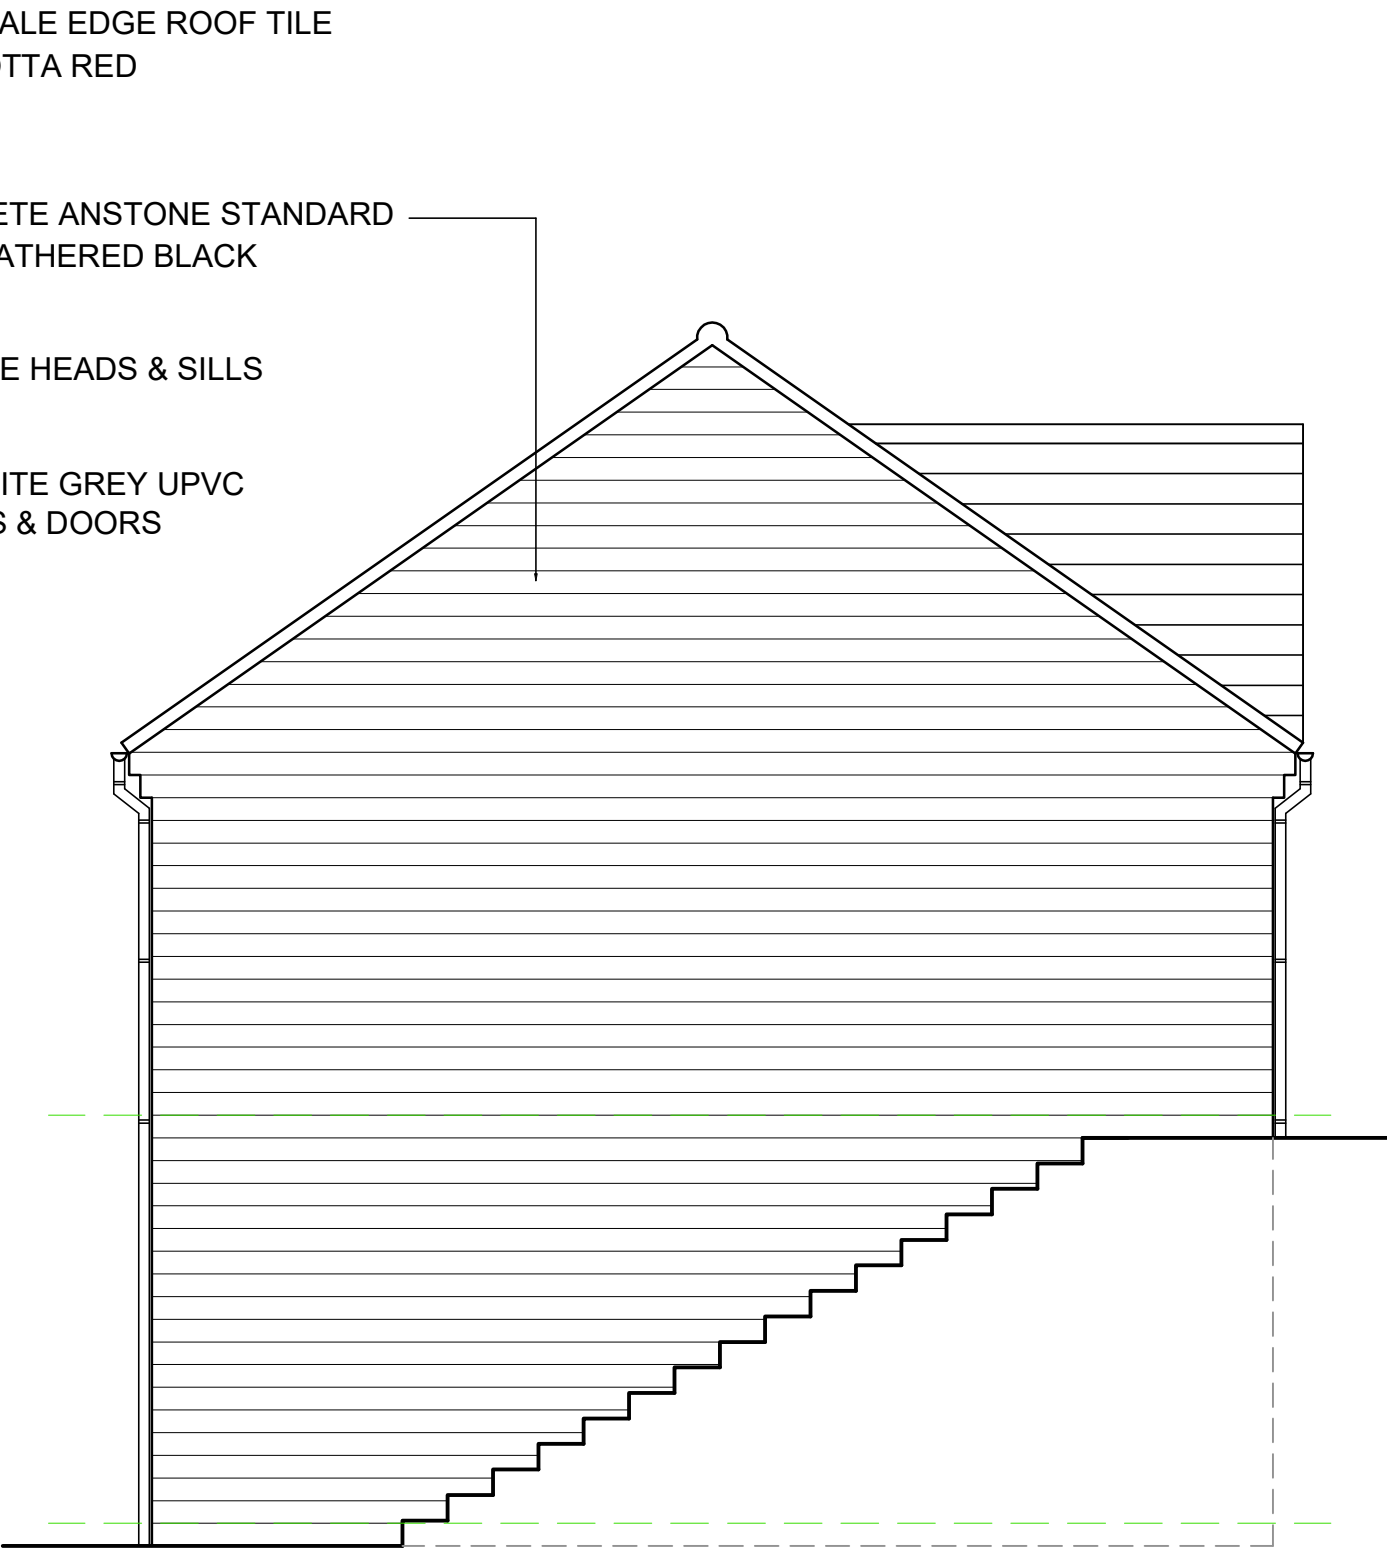 ALE EDGE ROOF TILE
OTTA RED
ETE ANSTONE STANDARD
ATHERED BLACK
E HEADS & SILLS
ITE GREY UPVC
S & DOORS